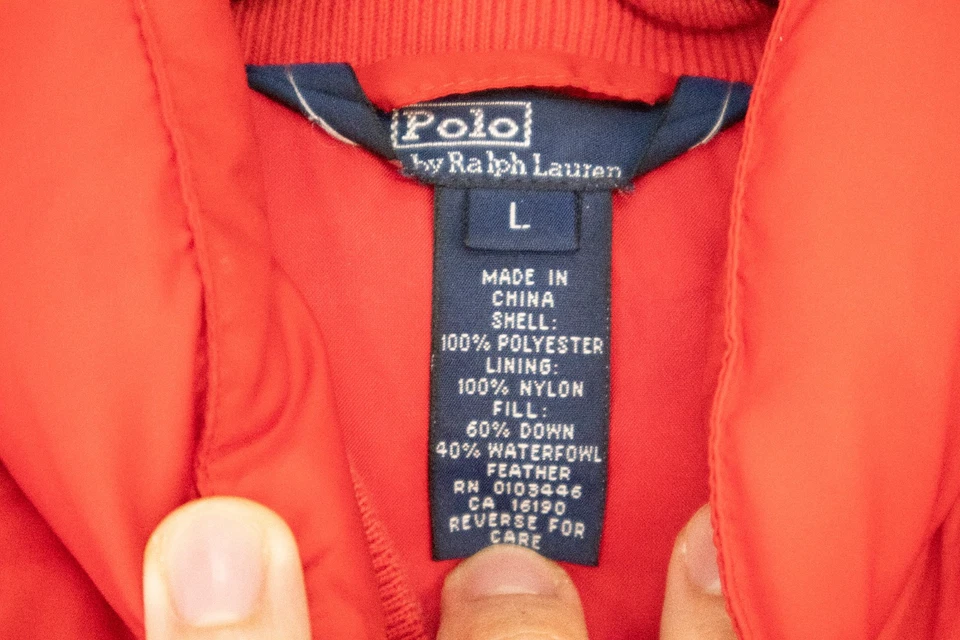 Polo
by Ralph Lauren
L
MADE IN
CHINA
SHELL:
100% POLYESTER
LINING:
100% NYLON
FILL:
60% DOWN
40% WATERFOWL
FEATHER
RN 0103446
CA 16190
REVERSE FOR
CARE